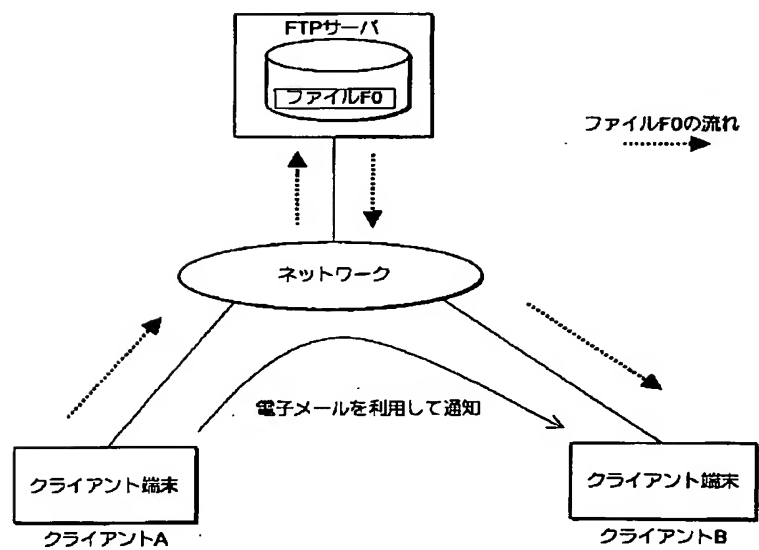 FTPサーバ
ファイルF0
ファイルF0の流れ
ネットワーク
電子メールを利用して通知
クライアント端末
クライアントA
クライアント端末
クライアントB